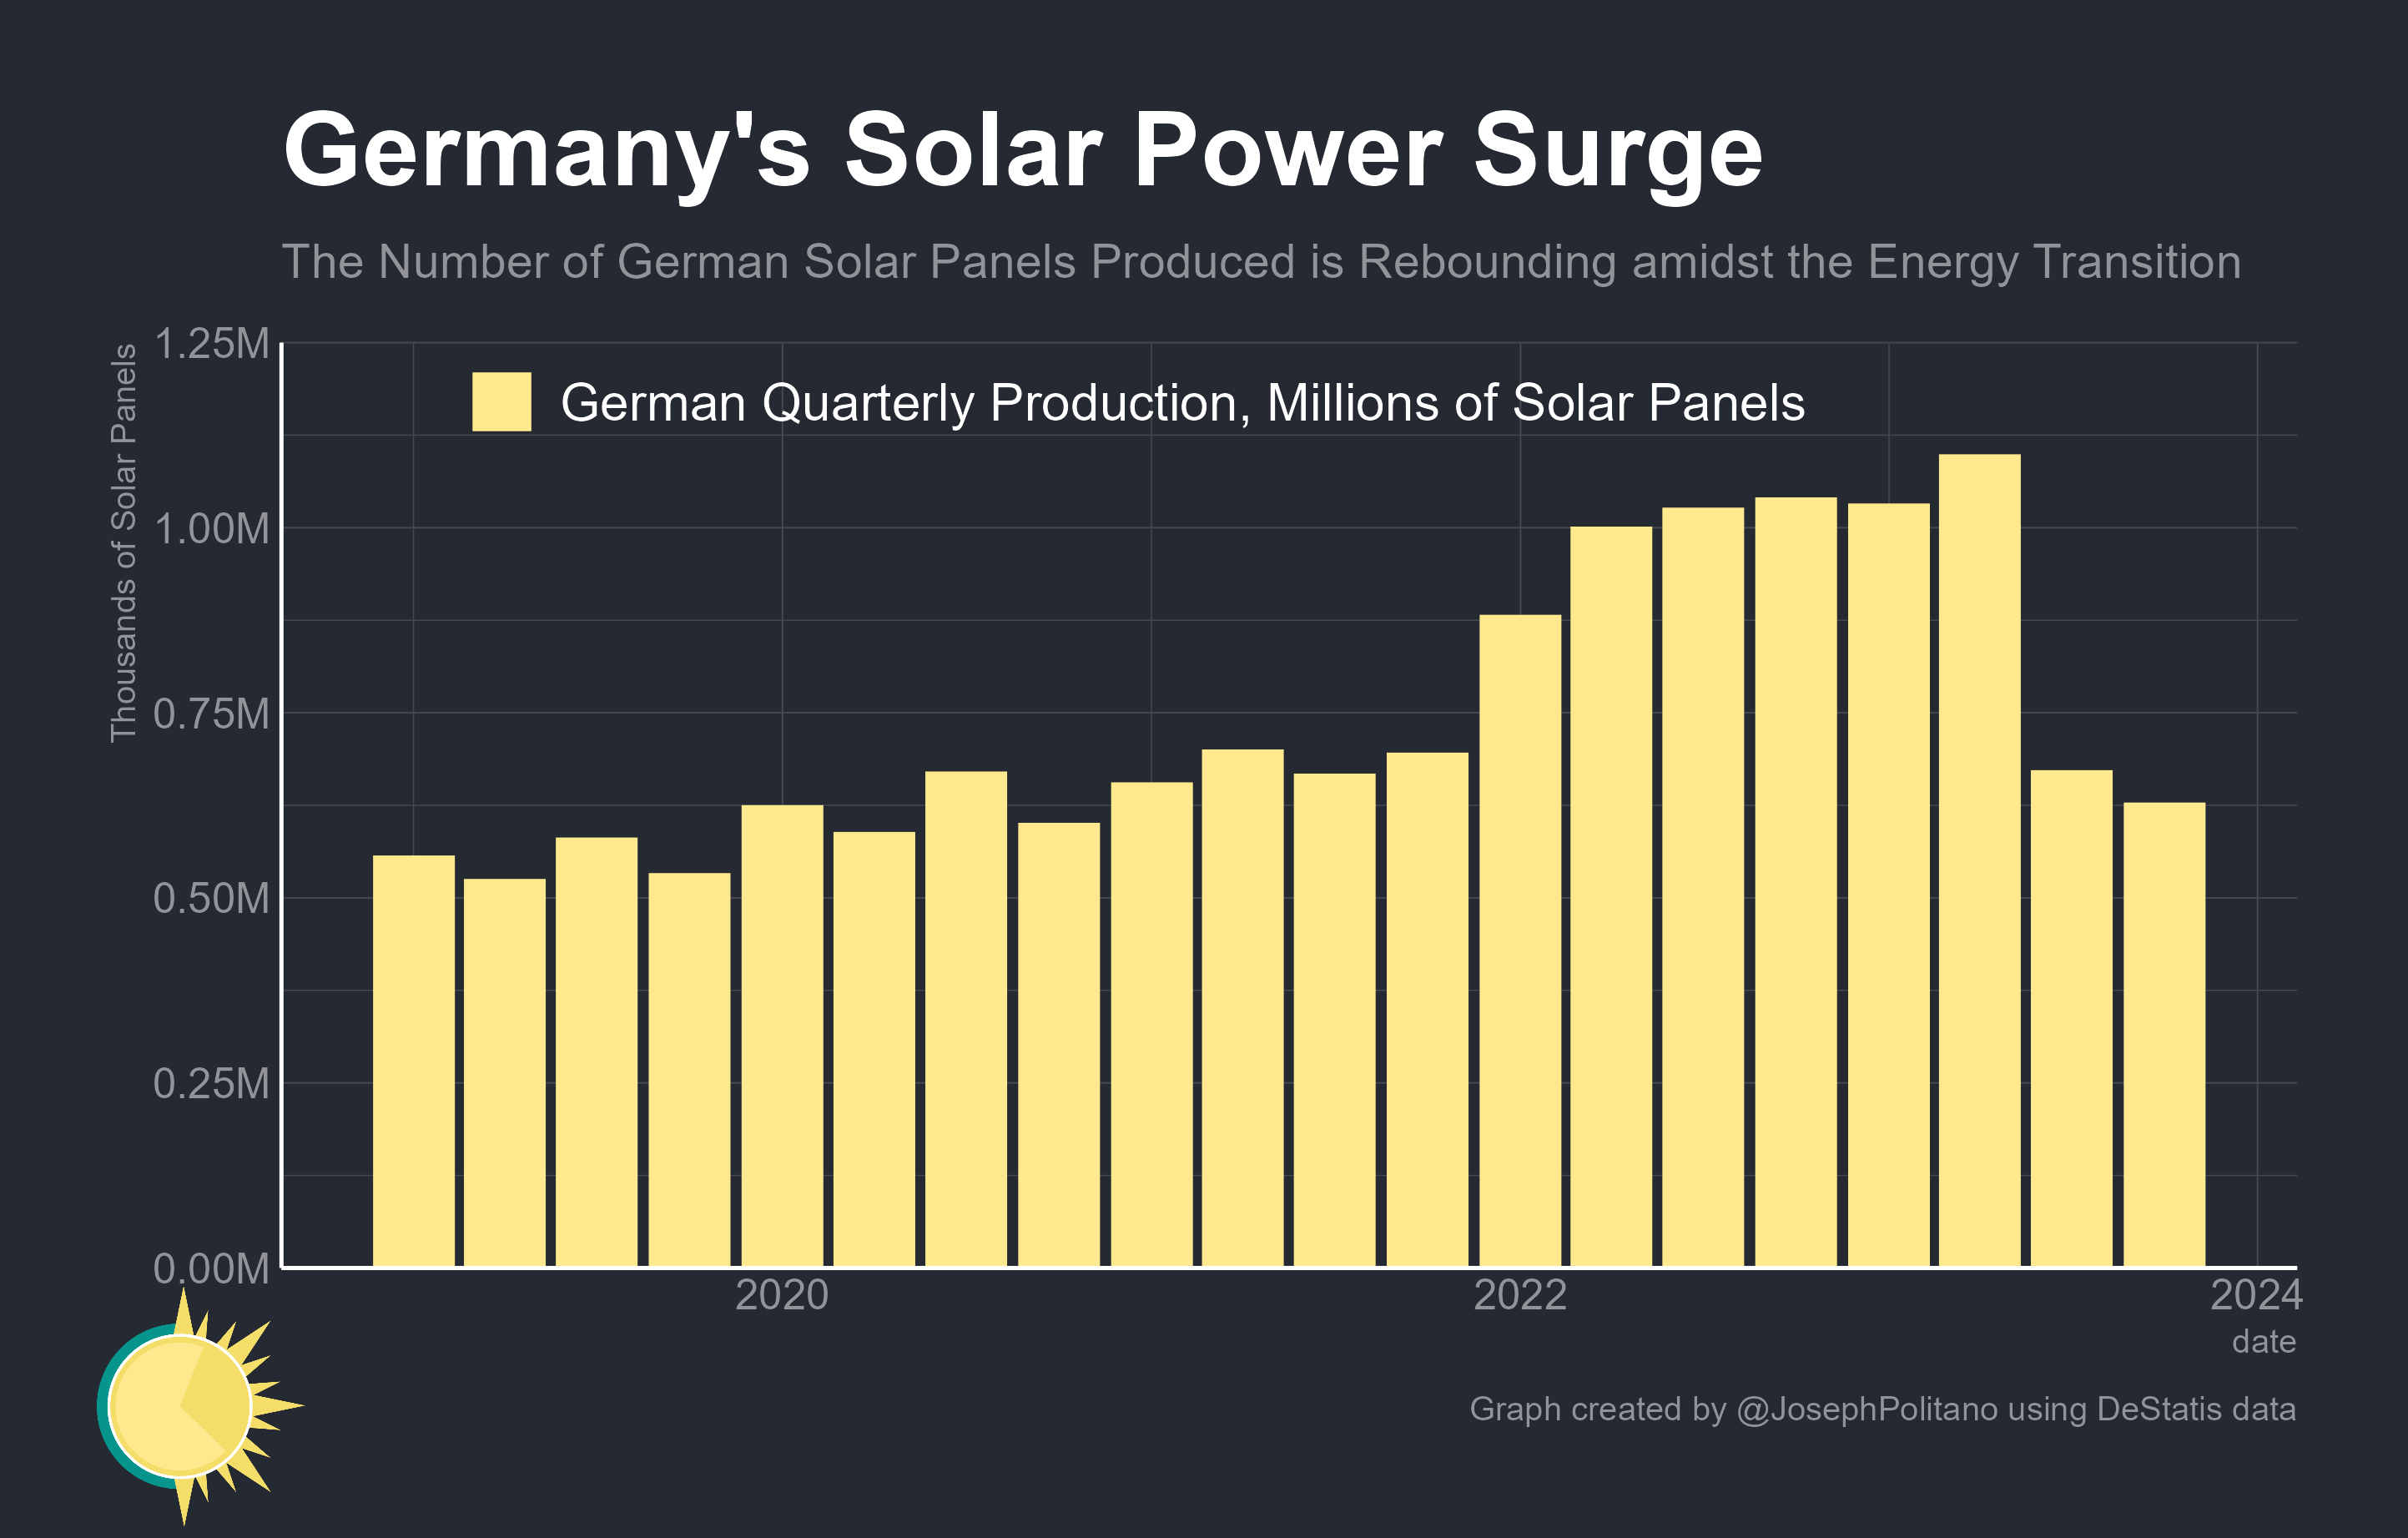 Germany's Solar Power Surge
The Number of German Solar Panels Produced is Rebounding amidst the Energy Transition
Thousands of Solar Panels
1.25M
1.00M
0.75M
0.50M
0.25M
0.00M
German Quarterly Production, Millions of Solar Panels
2020
2022
2024
date
Graph created by @JosephPolitano using DeStatis data